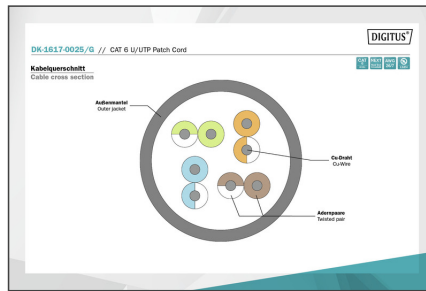 DIGITUS®
DK-1617-0025/G // CAT 6 U/UTP Patch Cord
Kabelquerschnitt
Cable cross section
Außenmantel
Outer jacket
Cu-Draht
Cu-Wire
Adernpaare
Twisted pair